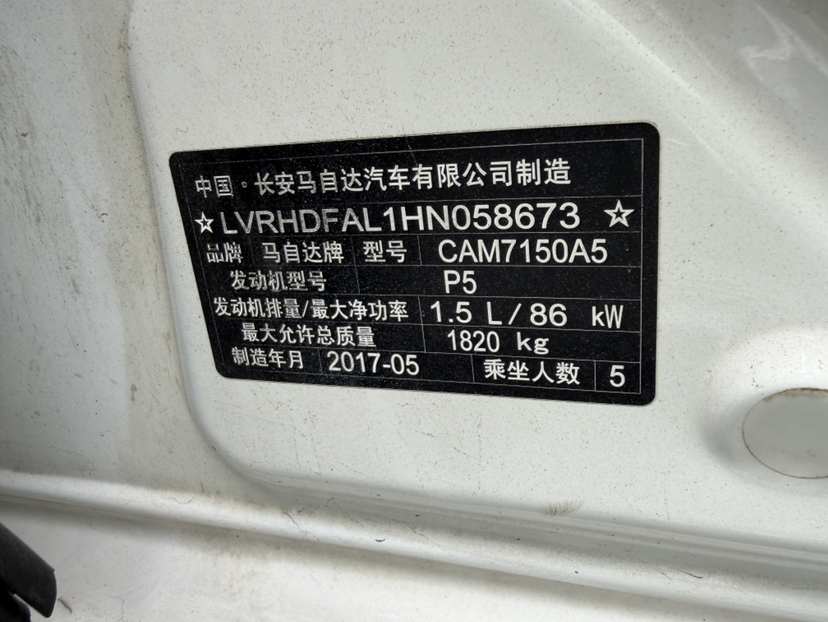 中国。长安马自达汽车有限公司制造
☆LVRHDFAL1HN058673☆
品牌 马自达牌 型号 CAM7150A5
发动机型号 P5
发动机排量/最大净功率 1.5 L/86 kW
最大允许总质量 1820 kg
制造年月 2017-05 乘坐人数 5